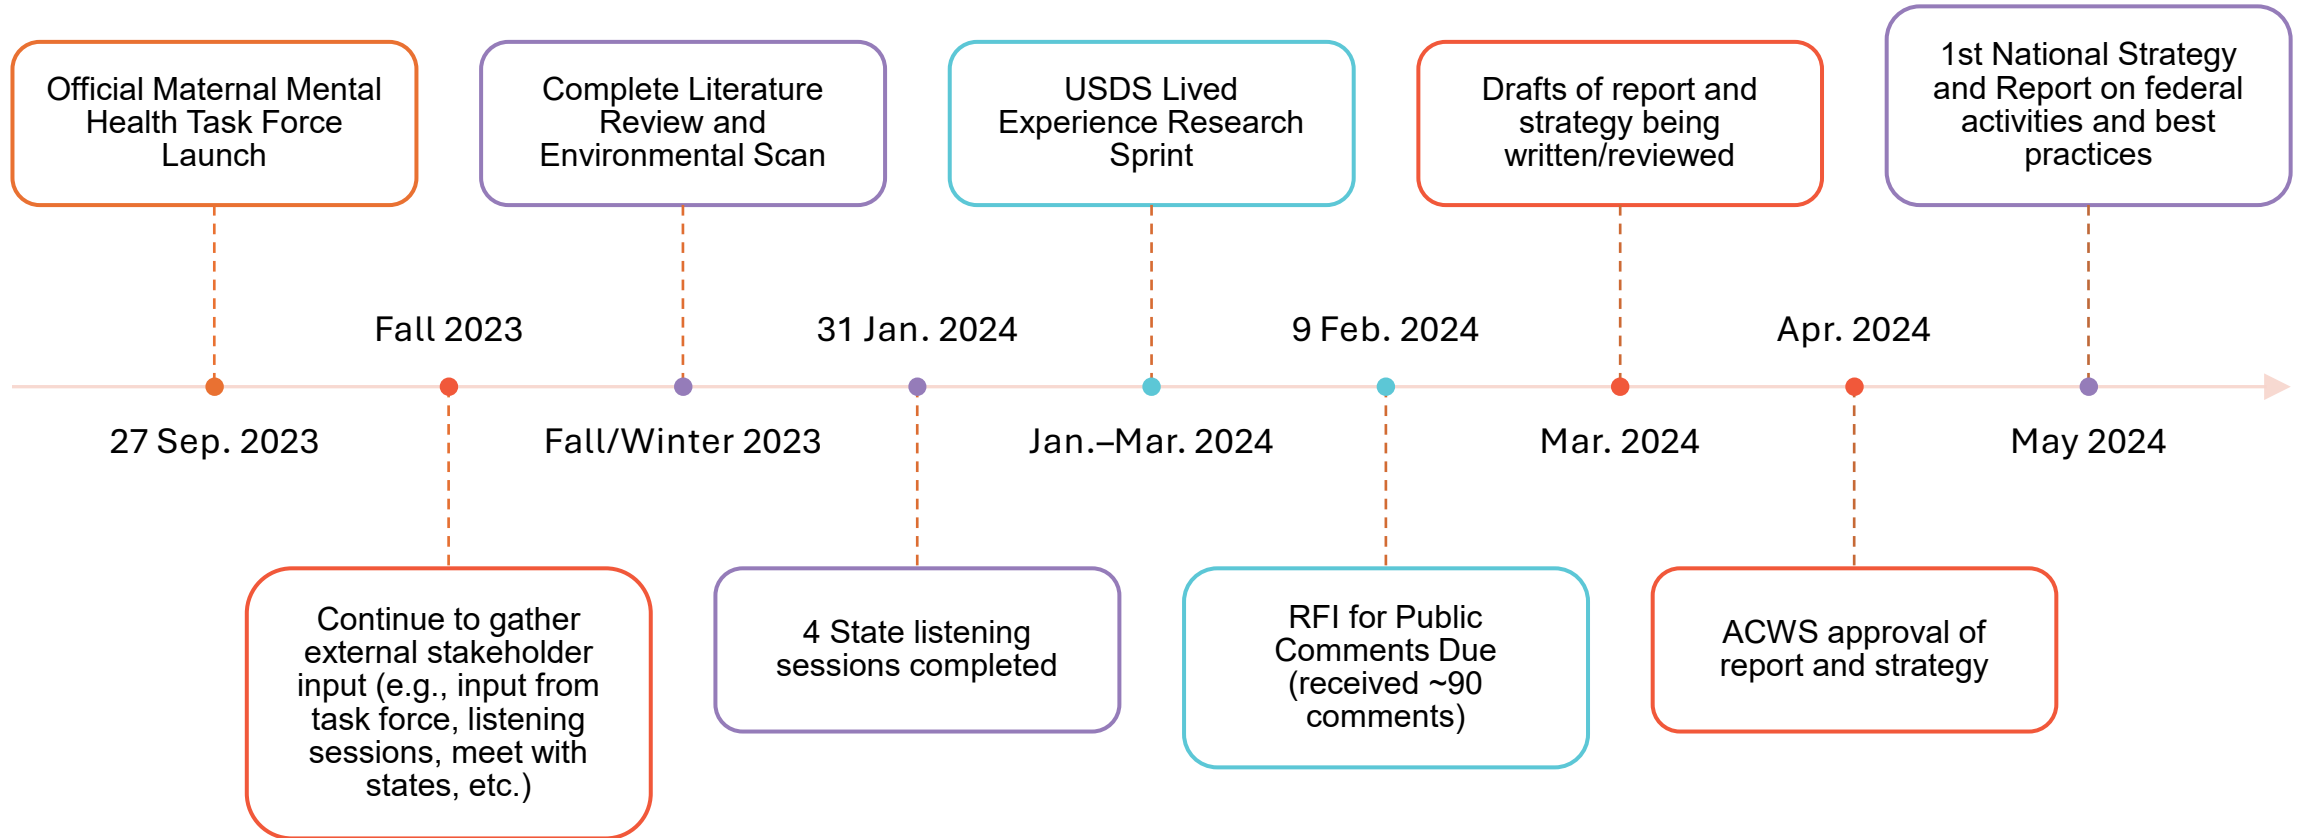 Official Maternal Mental
Health Task Force
Launch
Complete Literature
Review and
Environmental Scan
USDS Lived
Experience Research
Sprint
Drafts of report and
strategy being
written/reviewed
1st National Strategy
and Report on federal
activities and best
practices
Fall 2023
31 Jan. 2024
9 Feb. 2024
Apr. 2024
27 Sep. 2023
Fall/Winter 2023
Jan.–Mar. 2024
Mar. 2024
May 2024
Continue to gather
external stakeholder
input (e.g., input from
task force, listening
sessions, meet with
states, etc.)
4 State listening
sessions completed
RFI for Public
Comments Due
(received ~90
comments)
ACWS approval of
report and strategy